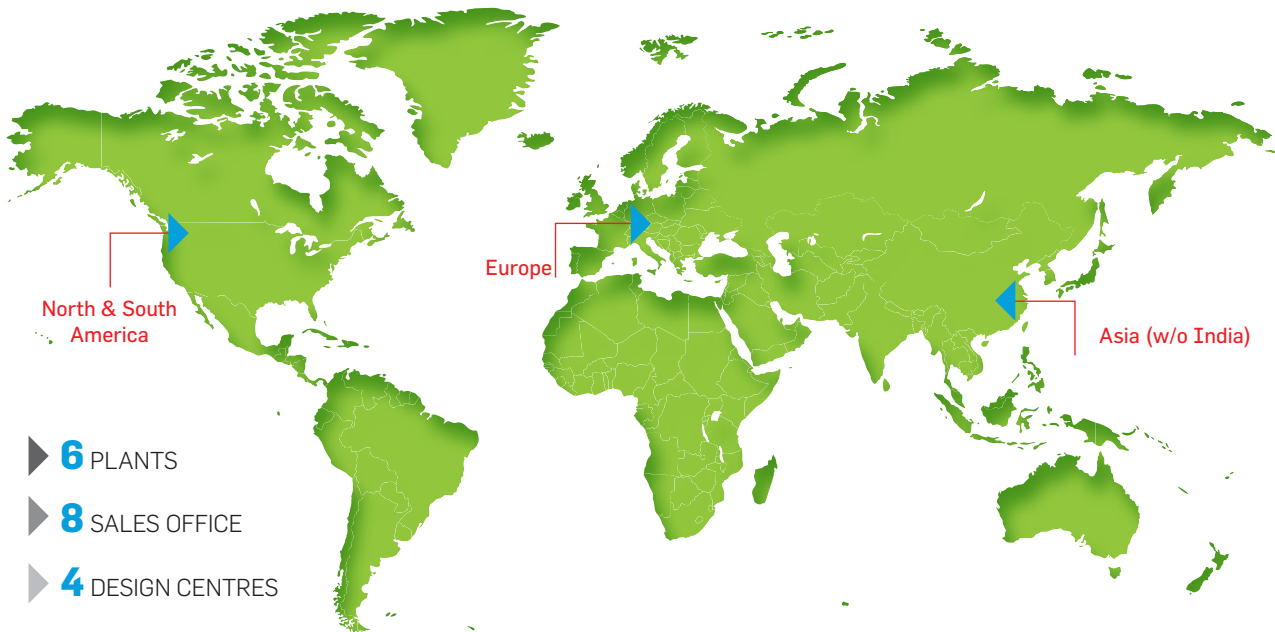 Europe
North & South
America
Asia (w/o India)
6 PLANTS
8 SALES OFFICE
4 DESIGN CENTRES